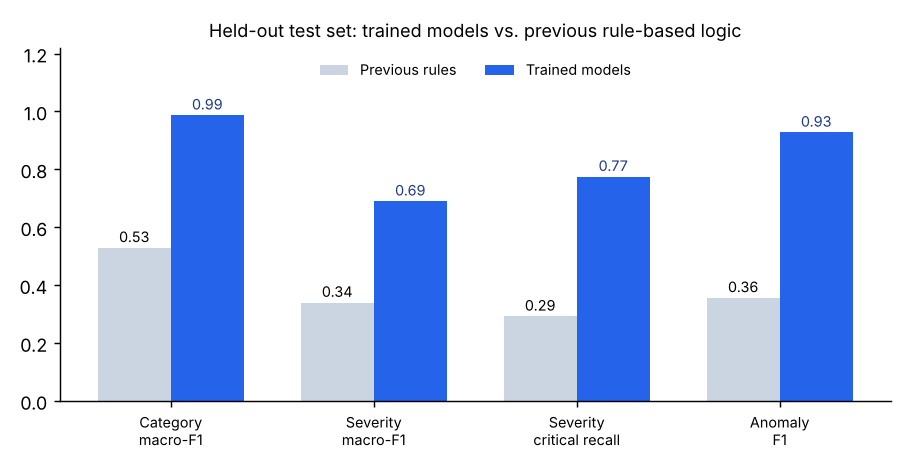 Held-out test set: trained models vs. previous rule-based logic
Previous rules
Trained models
1.2
1.0
0.8
0.6
0.4
0.2
0.0
0.53
0.99
0.34
0.69
0.29
0.77
0.36
0.93
Category
macro-F1
Severity
macro-F1
Severity
critical recall
Anomaly
F1